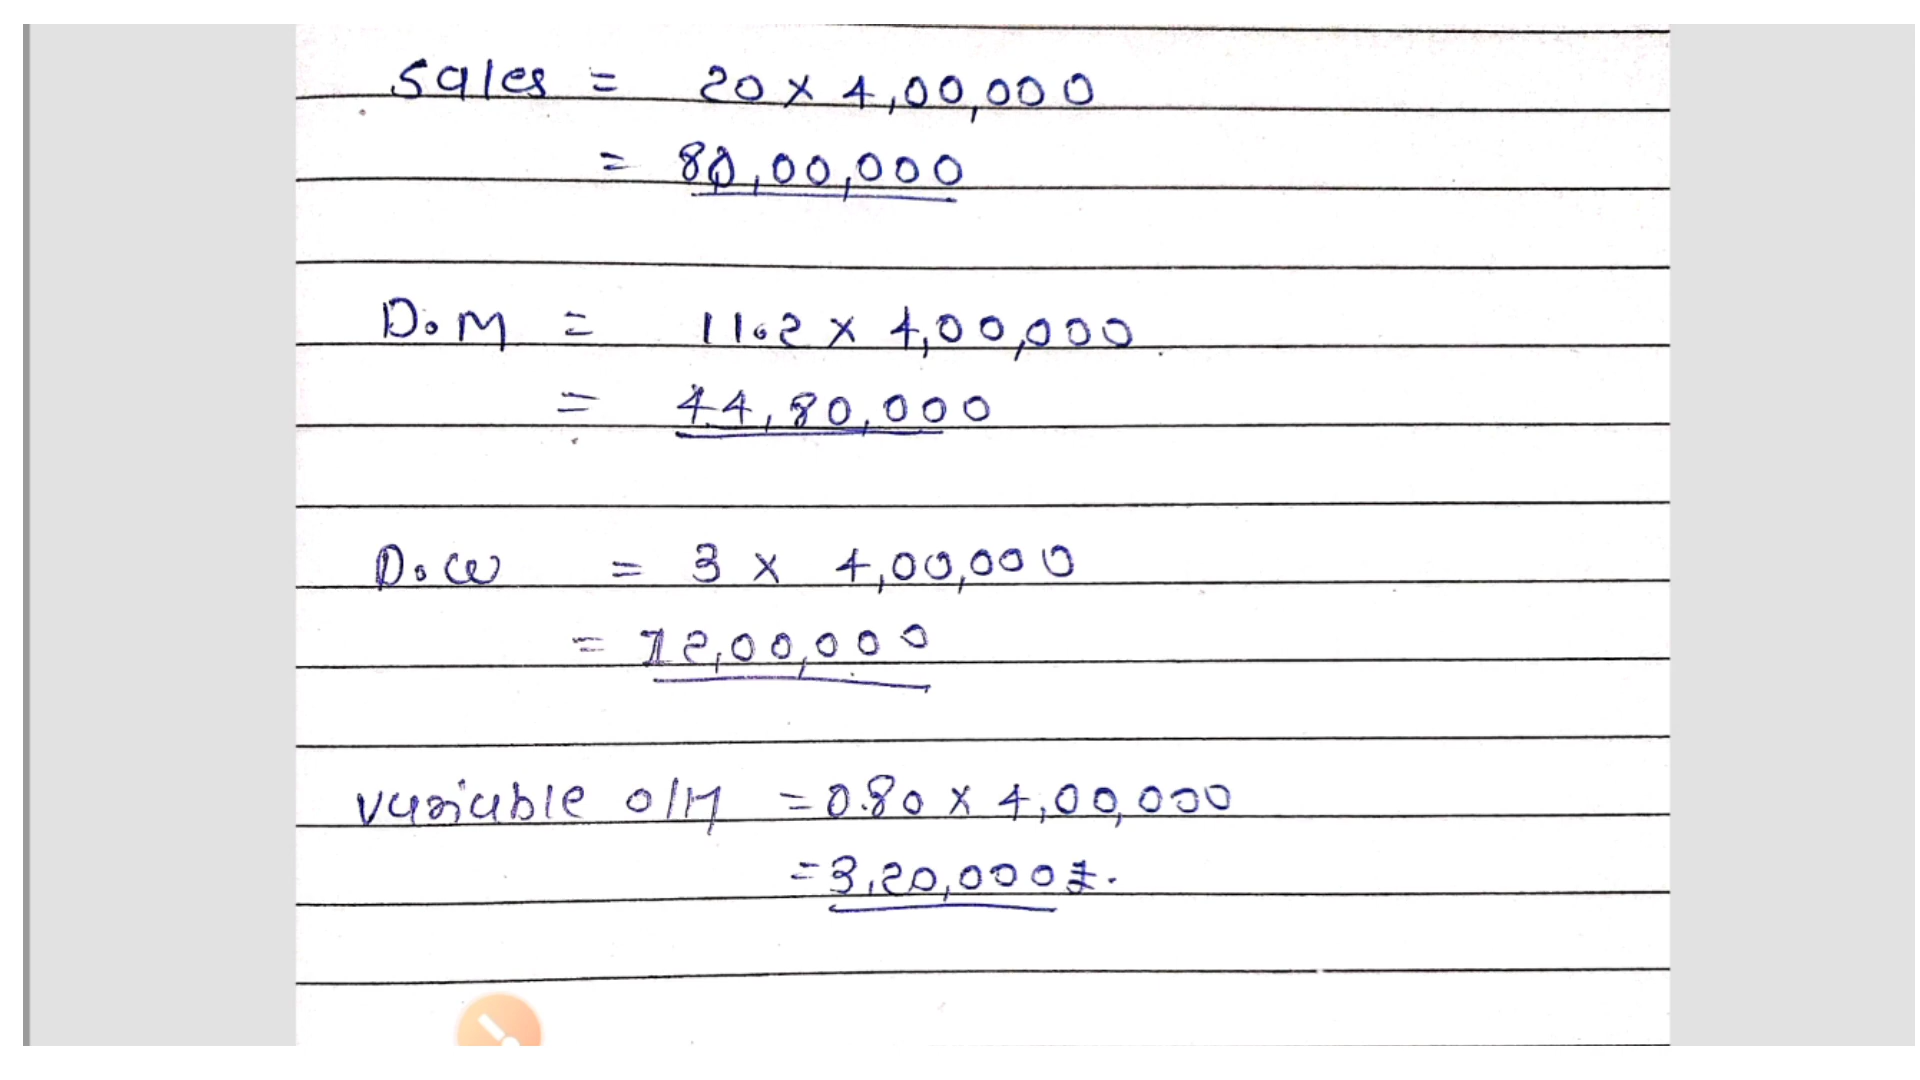 Sales = 20 x 4,00,000
= 80,00,000
D.M = 11.2 x 4,00,000
= 44,80,000
D.W = 3 x 4,00,000
= 12,00,000
Variable O/H = 0.80 x 4,00,000
= 3,20,000 ₹.